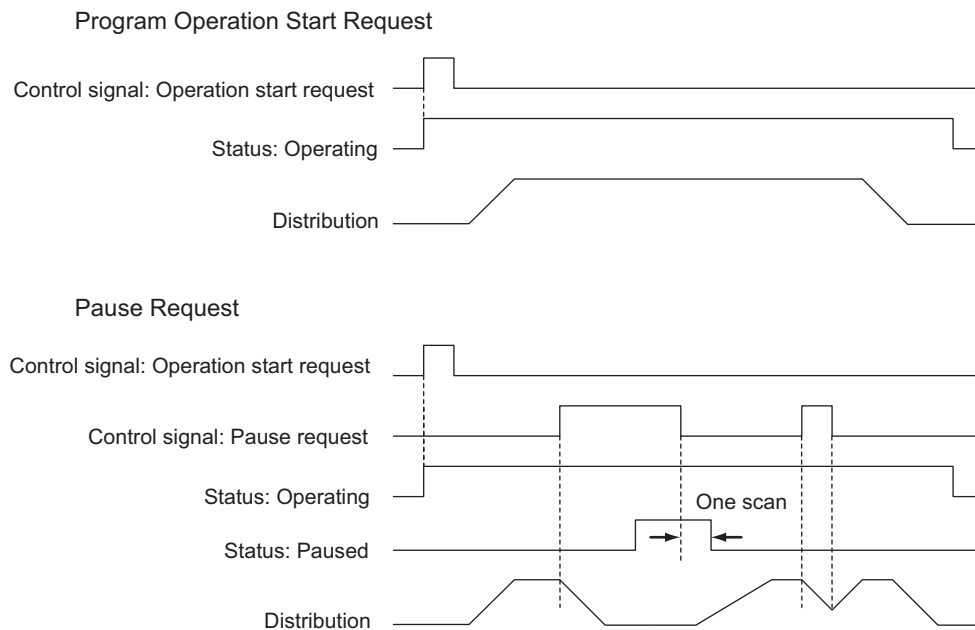 Program Operation Start Request
Control signal: Operation start request
Status: Operating
Distribution
Pause Request
Control signal: Operation start request
Control signal: Pause request
Status: Operating
One scan
Status: Paused
Distribution